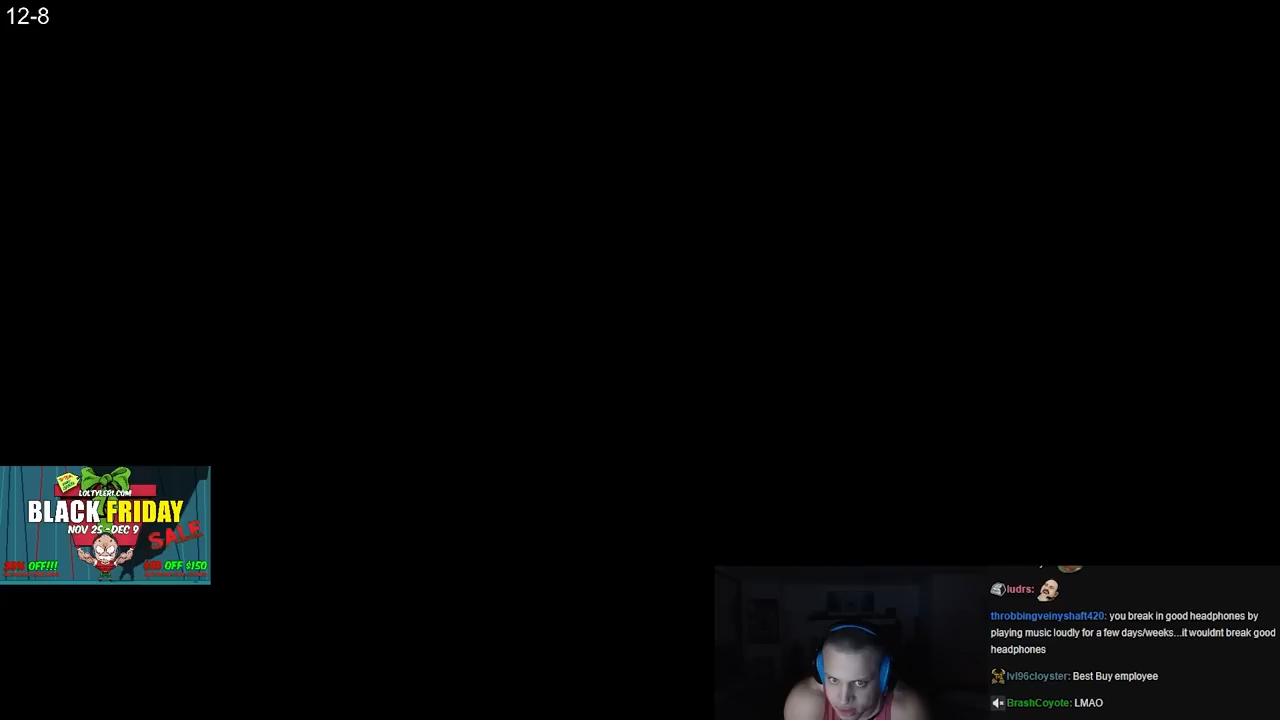 12-8
LOLTYLER1.COM
BLACK FRIDAY
NOV 25 - DEC 9
SALE
OFF!!!
OFF $150
ludrs:
throbbingveinyshaft420: you break in good headphones by
playing music loudly for a few days/weeks...it wouldnt break good
headphones
lvl96cloyster: Best Buy employee
BrashCoyote: LMAO